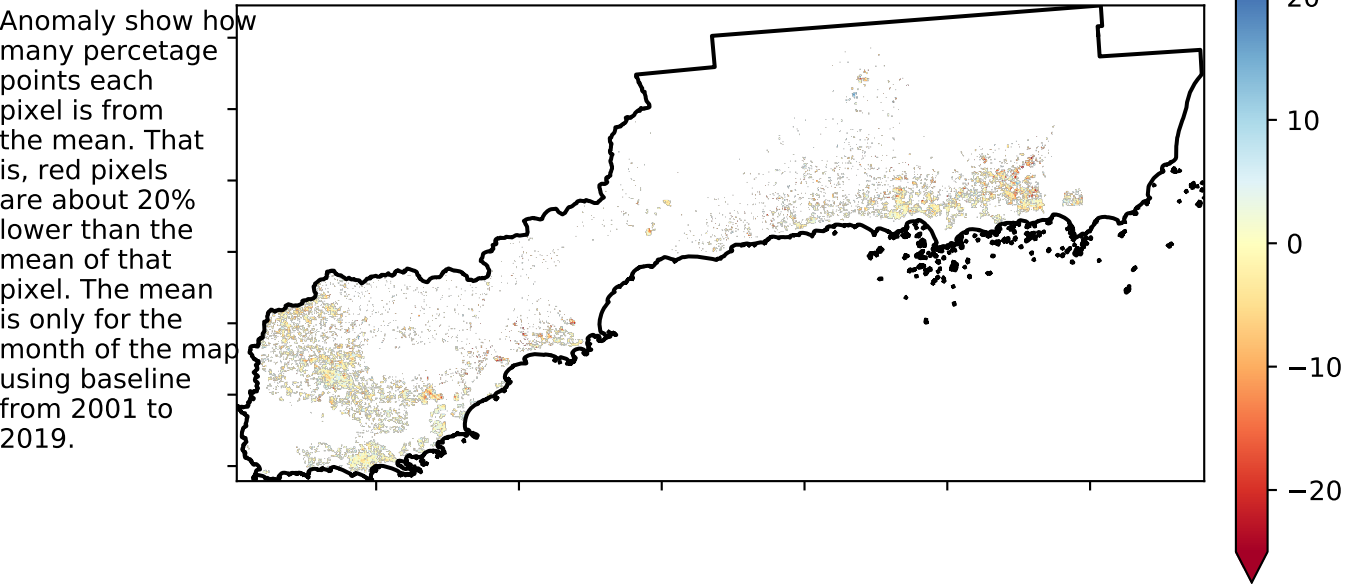 Anomaly show how
many percetage
points each
pixel is from
the mean. That
is, red pixels
are about 20%
lower than the
mean of that
pixel. The mean
is only for the
month of the map
using baseline
from 2001 to
2019.
20
10
0
−10
−20